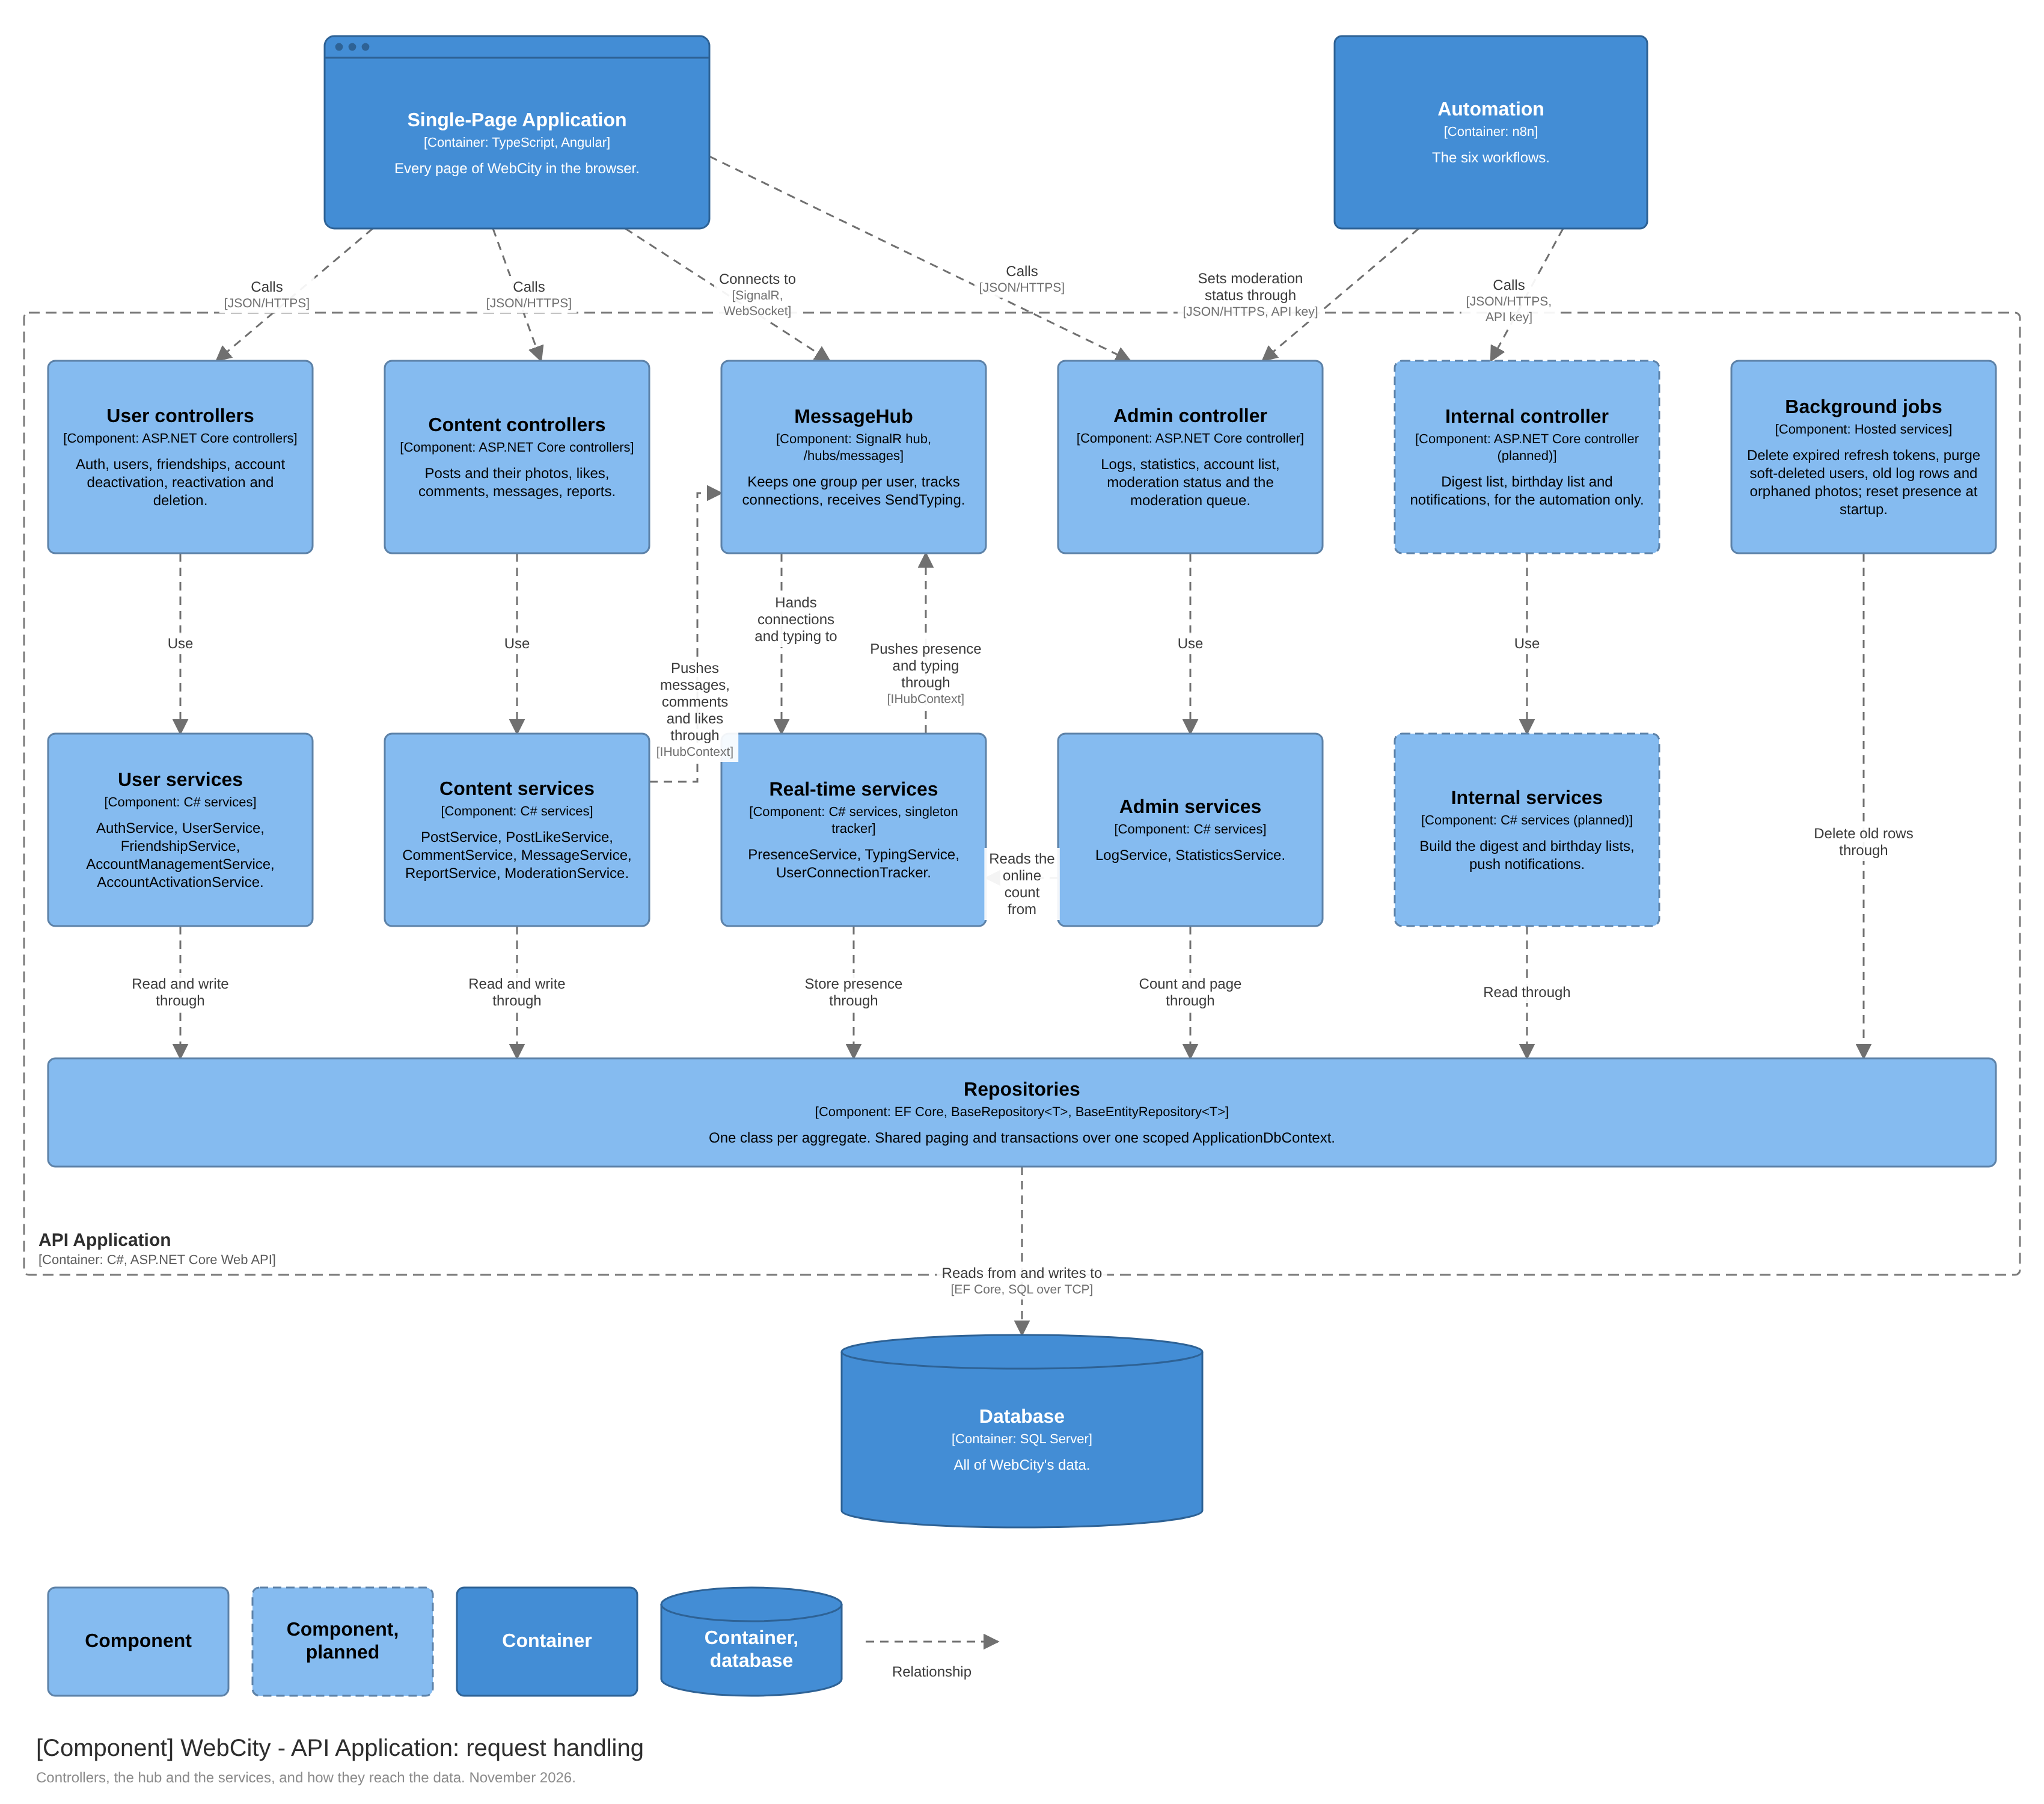 Single-Page Application
[Container: TypeScript, Angular]
Every page of WebCity in the browser.
Automation
[Container: n8n]
The six workflows.
Calls
[JSON/HTTPS]
Calls
[JSON/HTTPS]
Connects to
[SignalR,
WebSocket]
Calls
[JSON/HTTPS]
Sets moderation
status through
[JSON/HTTPS, API key]
Calls
[JSON/HTTPS,
API key]
User controllers
[Component: ASP.NET Core controllers]
Auth, users, friendships, account
deactivation, reactivation and
deletion.
Content controllers
[Component: ASP.NET Core controllers]
Posts and their photos, likes,
comments, messages, reports.
MessageHub
[Component: SignalR hub,
/hubs/messages]
Keeps one group per user, tracks
connections, receives SendTyping.
Admin controller
[Component: ASP.NET Core controller]
Logs, statistics, account list,
moderation status and the
moderation queue.
Internal controller
[Component: ASP.NET Core controller
(planned)]
Digest list, birthday list and
notifications, for the automation only.
Background jobs
[Component: Hosted services]
Delete expired refresh tokens, purge
soft-deleted users, old log rows and
orphaned photos; reset presence at
startup.
Use
Use
Pushes
messages,
comments
and likes
through
[IHubContext]
Hands
connections
and typing to
Pushes presence
and typing
through
[IHubContext]
Use
Use
User services
[Component: C# services]
AuthService, UserService,
FriendshipService,
AccountManagementService,
AccountActivationService.
Content services
[Component: C# services]
PostService, PostLikeService,
CommentService, MessageService,
ReportService, ModerationService.
Real-time services
[Component: C# services, singleton
tracker]
PresenceService, TypingService,
UserConnectionTracker.
Reads the
online
count
from
Admin services
[Component: C# services]
LogService, StatisticsService.
Internal services
[Component: C# services (planned)]
Build the digest and birthday lists,
push notifications.
Delete old rows
through
Read and write
through
Read and write
through
Store presence
through
Count and page
through
Read through
Repositories
[Component: EF Core, BaseRepository<T>, BaseEntityRepository<T>]
One class per aggregate. Shared paging and transactions over one scoped ApplicationDbContext.
API Application
[Container: C#, ASP.NET Core Web API]
Reads from and writes to
[EF Core, SQL over TCP]
Database
[Container: SQL Server]
All of WebCity's data.
Component
Component,
planned
Container
Container,
database
Relationship
[Component] WebCity - API Application: request handling
Controllers, the hub and the services, and how they reach the data. November 2026.